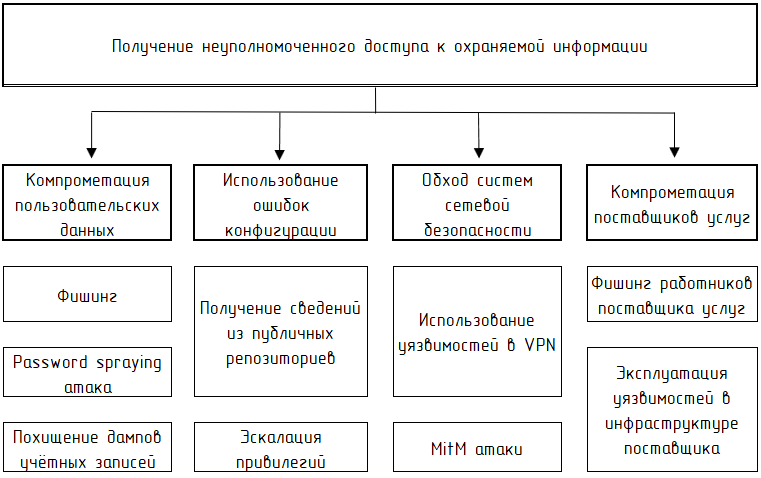 Получение неуполномоченного доступа к охраняемой информации
Компрометация
пользовательских
данных
Использование
ошибок
конфигурации
Обход систем
сетевой
безопасности
Компрометация
поставщиков услуг
Фишинг
Получение сведений
из публичных
репозиториев
Использование
уязвимостей в VPN
Фишинг работников
поставщика услуг
Password spraying
атака
Эксплуатация
уязвимостей в
инфраструктуре
поставщика
Похищение дампов
учётных записей
Эскалация
привилегий
MitM атаки